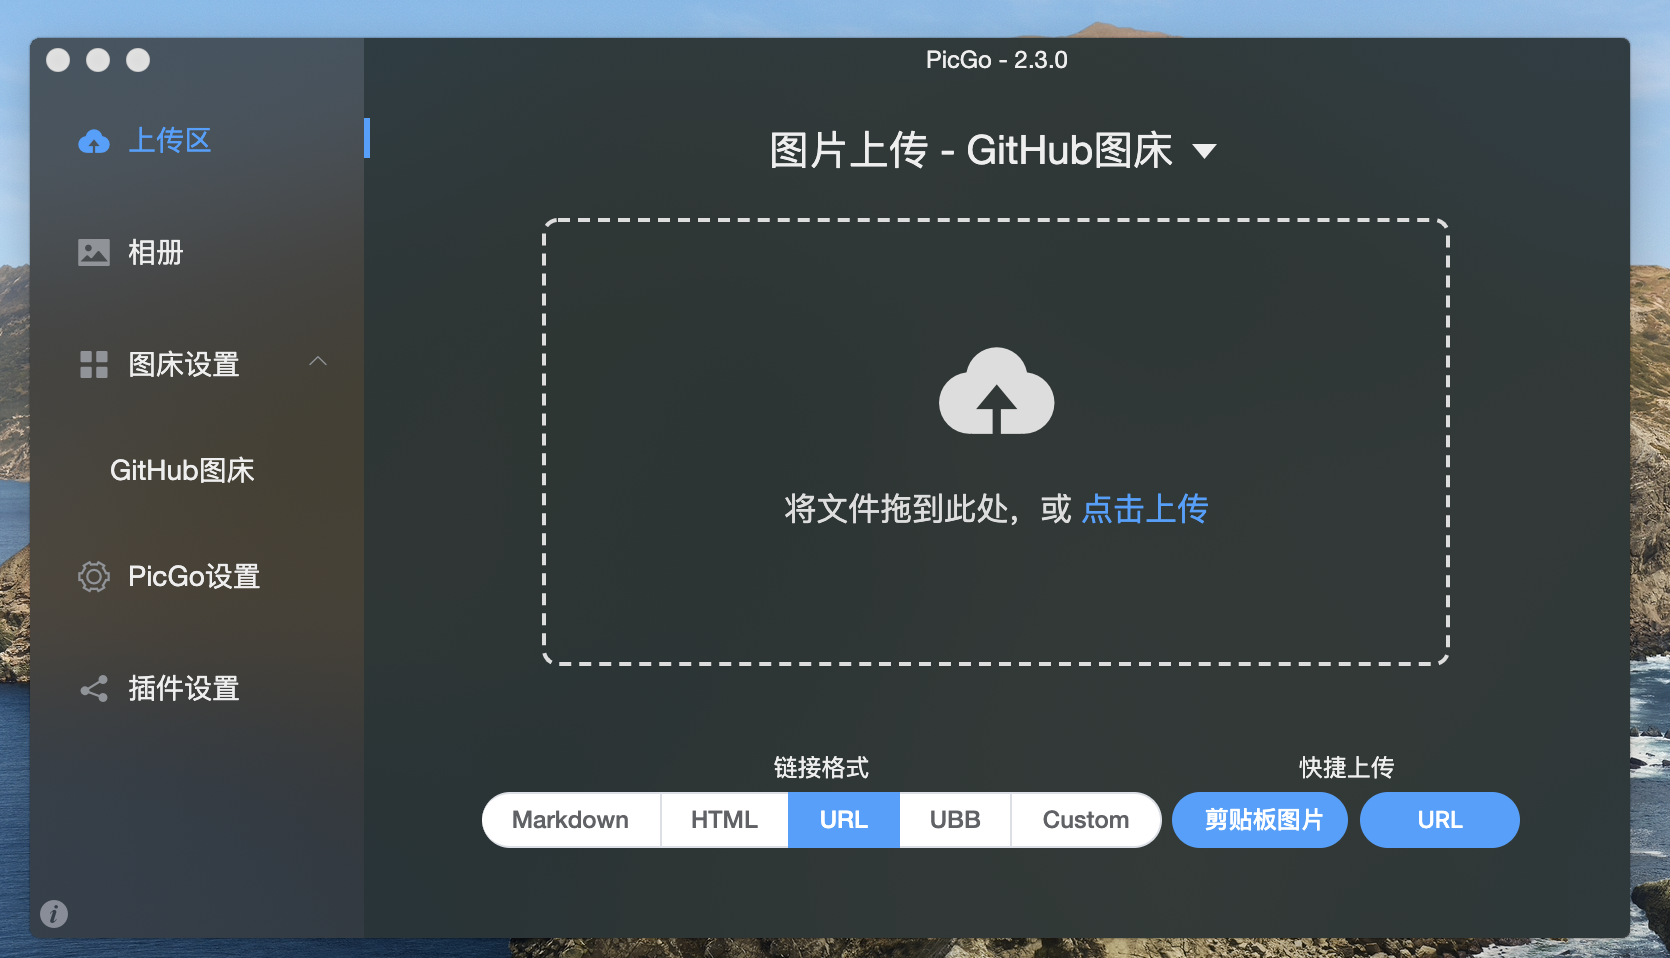 PicGo - 2.3.0
上传区
相册
图床设置
GitHub图床
PicGo设置
插件设置
图片上传 - GitHub图床
将文件拖到此处，或 点击上传
链接格式
Markdown HTML URL UBB Custom
快捷上传
剪贴板图片 URL
i